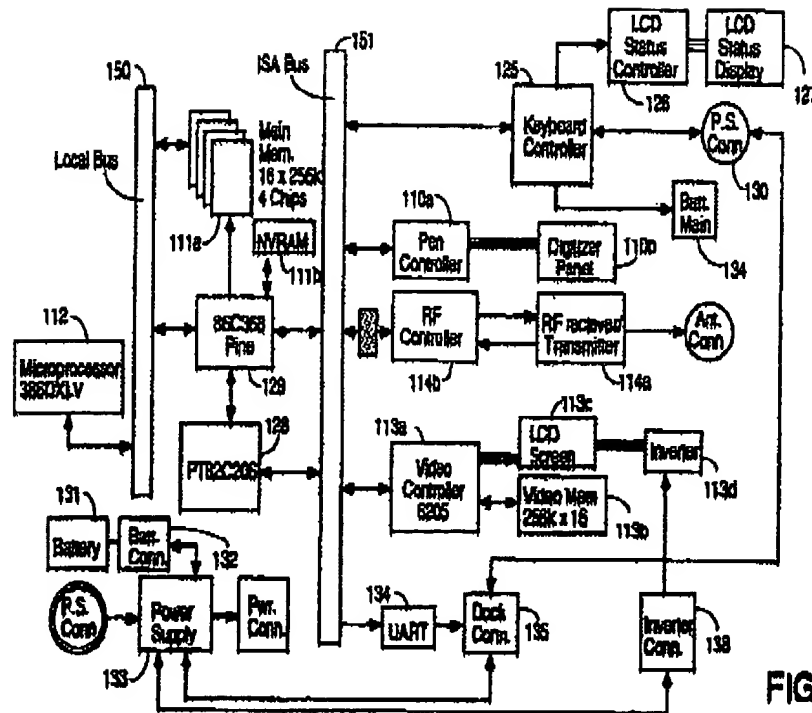 150
Local Bus
151
ISA Bus
Main
Mem.
16 x 256k
4 Chips
111a
NVRAM
111b
112
Microprocessor
386DXLV
Pine
129
128
131
Battery
Batt.
Conn.
132
P.S.
Conn
Power
Supply
133
Pwr.
Conn.
125
Keyboard
Controller
LCD
Status
Controller
126
LCD
Status
Display
P.S.
Conn.
130
Batt.
Main
134
110a
Pen
Controller
Digitizer
Panel
110b
RF
Controller
114b
RF reciever/
Transmitter
114a
Ant.
Conn.
113a
Video
Controller
6205
113c
LCD
Screen
Inverter
113d
Video Mem
256K x 16
113b
134
UART
Dock
Conn.
135
Inverter
Conn.
138
FIG